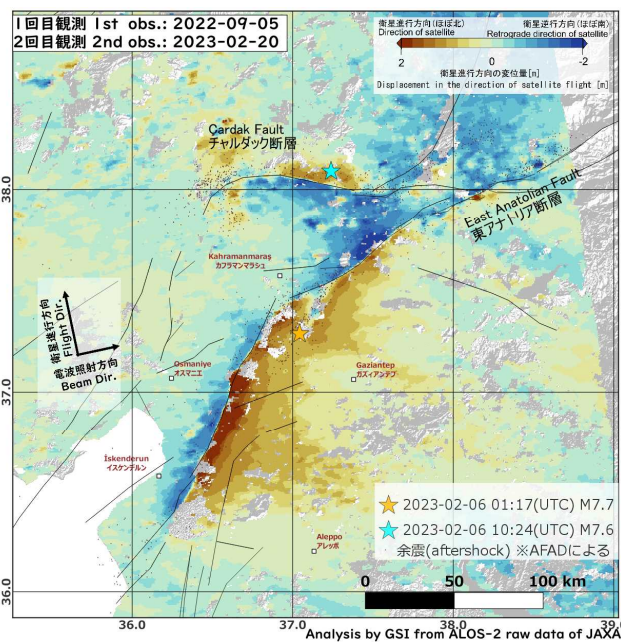 1回目観測 1st obs.: 2022-09-05
2回目観測 2nd obs.: 2023-02-20
衛星進行方向(ほぼ北) 衛星逆行方向(ほぼ南)
Direction of satellite Retrograde direction of satellite
2 0 -2
衛星進行方向の変位量[m]
Displacement in the direction of satellite flight [m]
Çardak Fault
チャルダック断層
38.0
East Anatolian Fault
東アナトリア断層
Kahramanmaraş
カフラマンマラシュ
衛星進行方向
Flight Dir.
電波照射方向
Beam Dir.
Osmaniye
オスマニエ
Gaziantep
ガズィアンテプ
37.0
İskenderun
イスケンデルン
2023-02-06 01:17(UTC) M7.7
2023-02-06 10:24(UTC) M7.6
余震(aftershock) ※AFADによる
Aleppo
アレッポ
0 50 100 km
36.0
36.0 37.0 38.0 39.0
Analysis by GSI from ALOS-2 raw data of JAXA